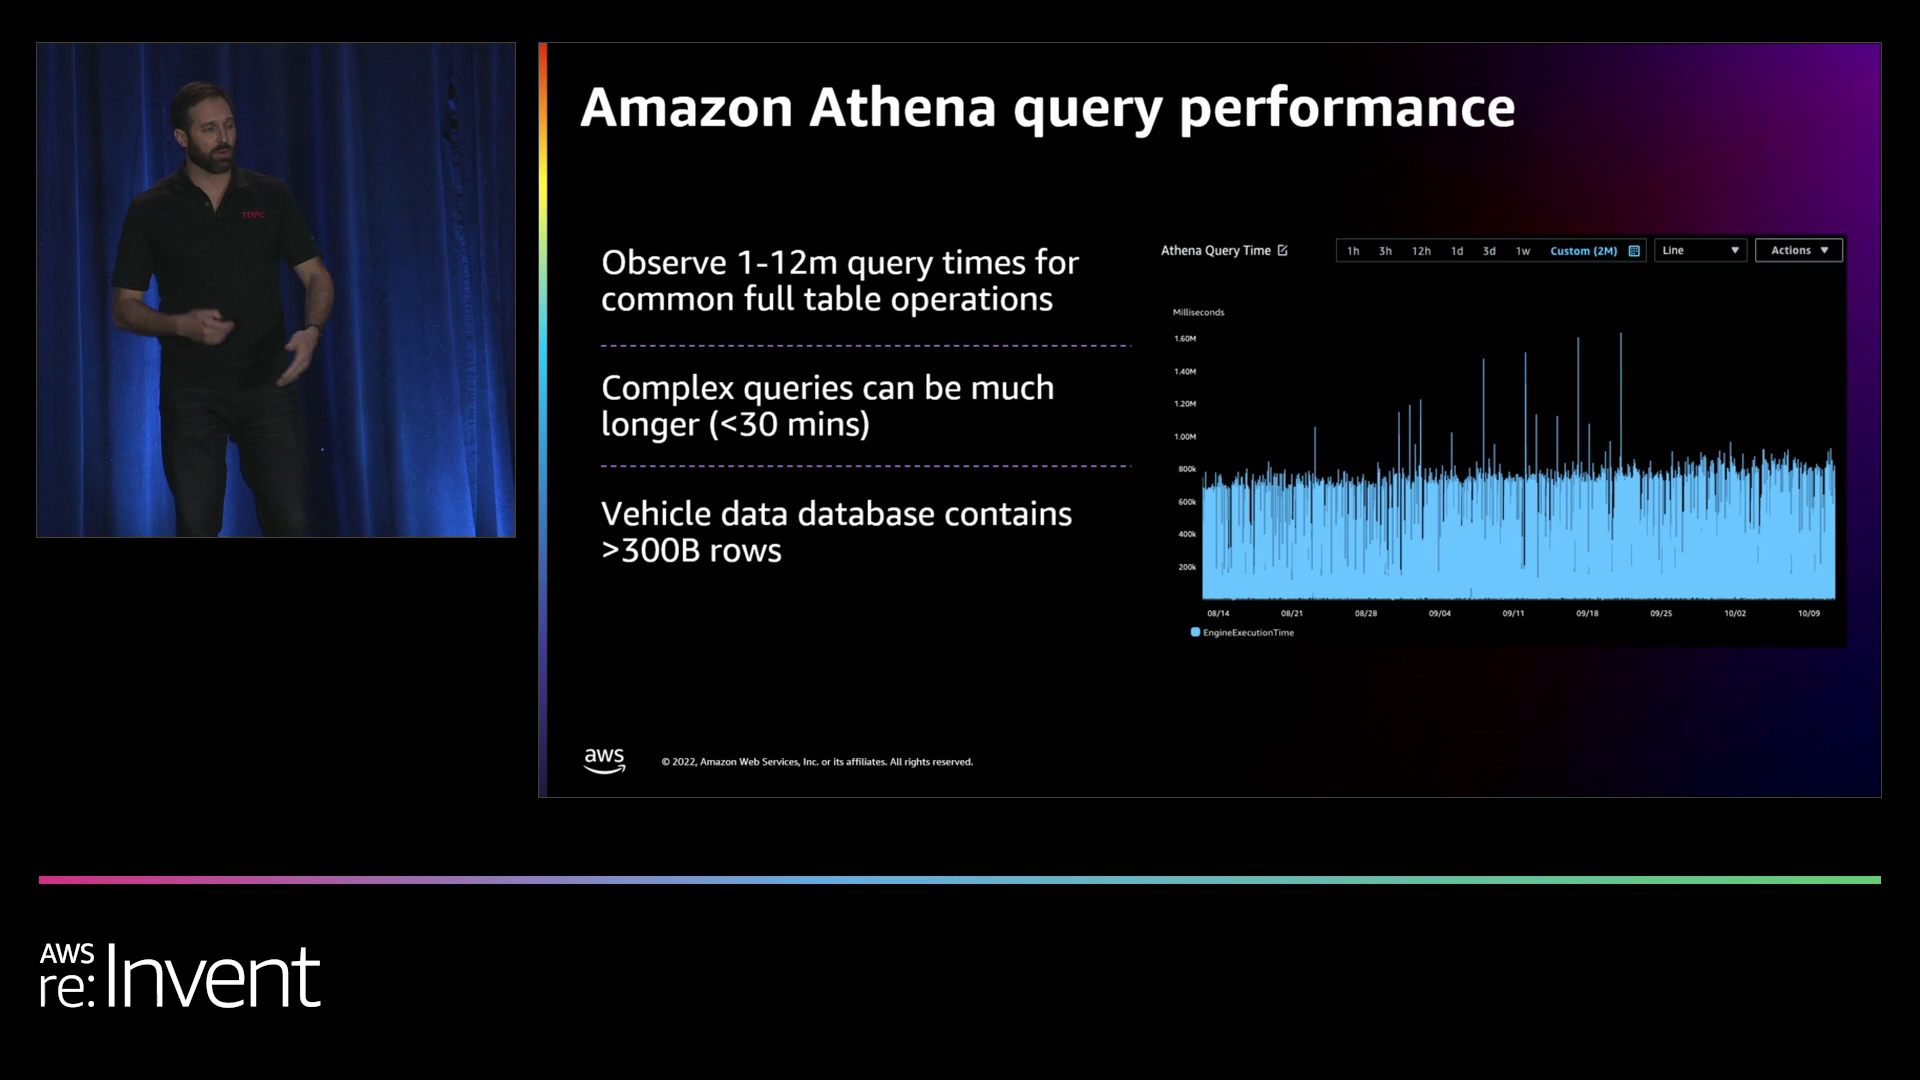 Amazon Athena query performance
Observe 1-12m query times for
common full table operations
Complex queries can be much
longer (<30 mins)
Vehicle data database contains
>300B rows
Athena Query Time
1h 3h 12h 1d 3d 1w Custom (2M)
Line
Actions
Milliseconds
1.60M
1.40M
1.20M
1.00M
800k
600k
400k
200k
08/14 08/21 08/28 09/04 09/11 09/18 09/25 10/02 10/09
EngineExecutionTime
aws
© 2022, Amazon Web Services, Inc. or its affiliates. All rights reserved.
AWS
re:Invent